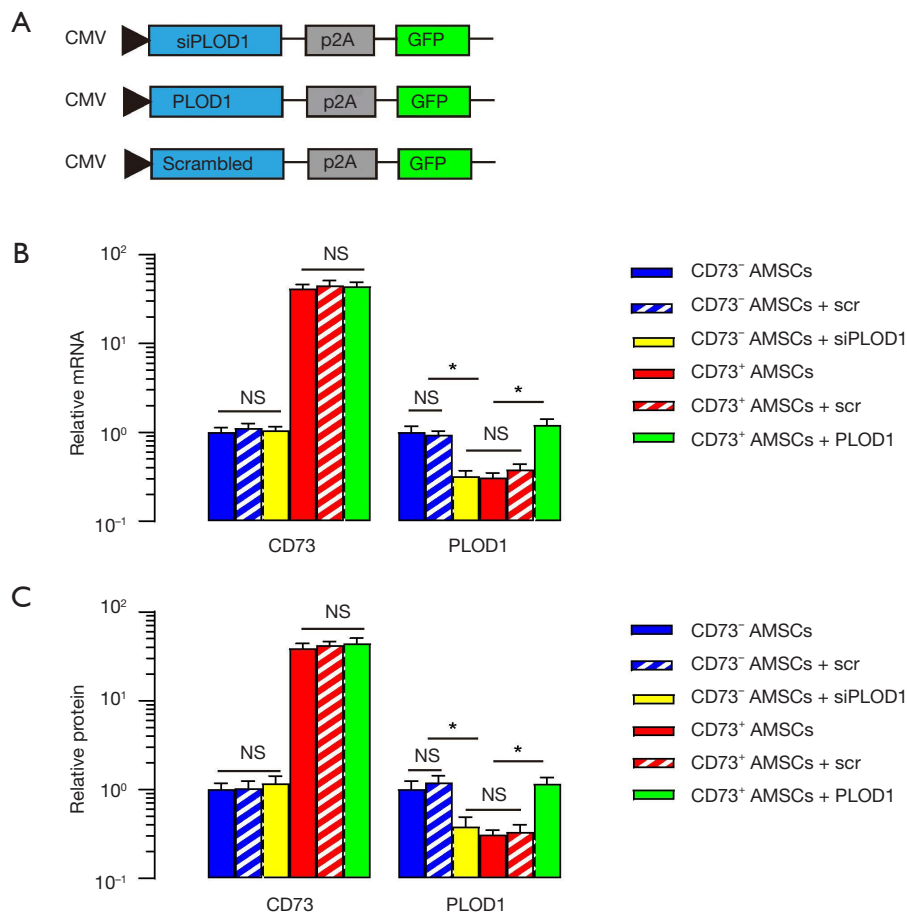 A
CMV siPLOD1 p2A GFP
CMV PLOD1 p2A GFP
CMV Scrambled p2A GFP
B
Relative mRNA
10²
10¹
10⁰
10⁻¹
NS
NS
NS
*
NS
*
CD73
PLOD1
CD73⁻ AMSCs
CD73⁻ AMSCs + scr
CD73⁻ AMSCs + siPLOD1
CD73⁺ AMSCs
CD73⁺ AMSCs + scr
CD73⁺ AMSCs + PLOD1
C
Relative protein
10²
10¹
10⁰
10⁻¹
NS
NS
NS
*
NS
*
CD73
PLOD1
CD73⁻ AMSCs
CD73⁻ AMSCs + scr
CD73⁻ AMSCs + siPLOD1
CD73⁺ AMSCs
CD73⁺ AMSCs + scr
CD73⁺ AMSCs + PLOD1